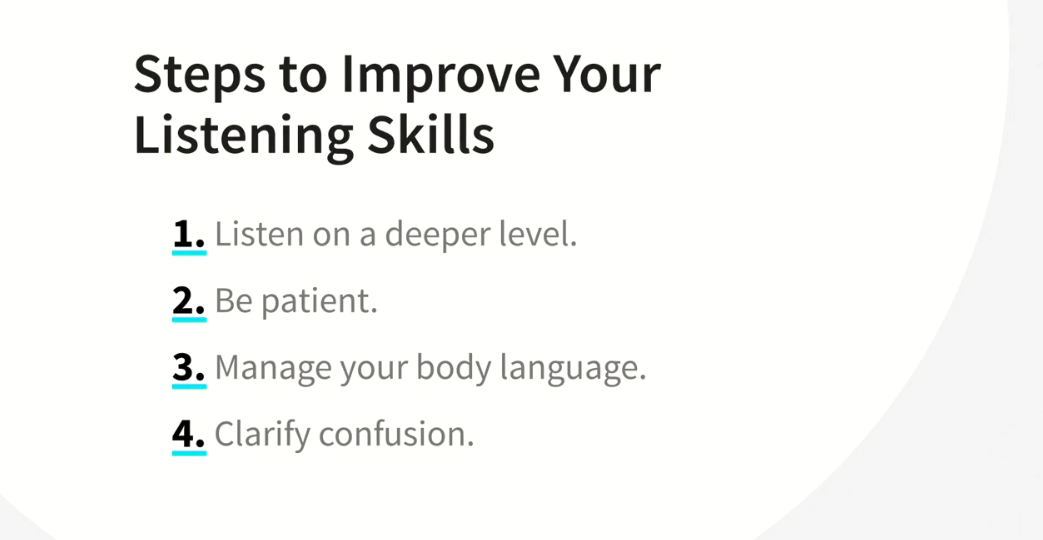 Steps to Improve Your
Listening Skills
1. Listen on a deeper level.
2. Be patient.
3. Manage your body language.
4. Clarify confusion.